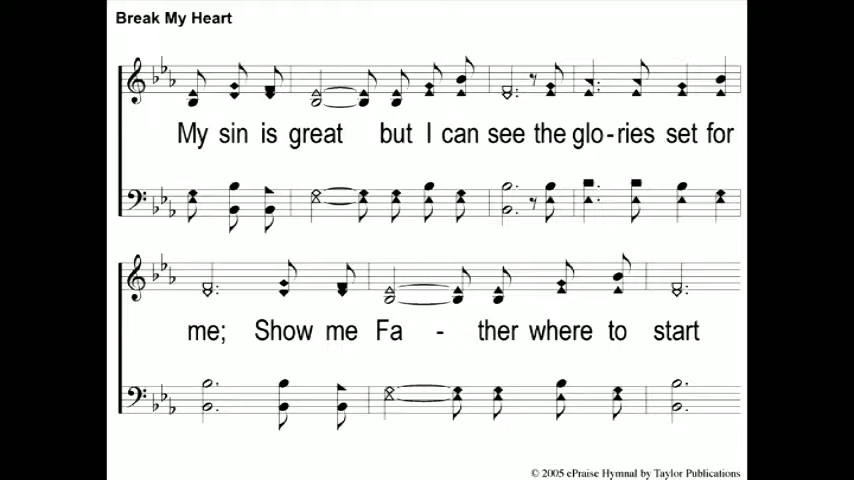 Break My Heart
My sin is great but I can see the glo - ries set for
me; Show me Fa - ther where to start
© 2005 ePraise Hymnal by Taylor Publications